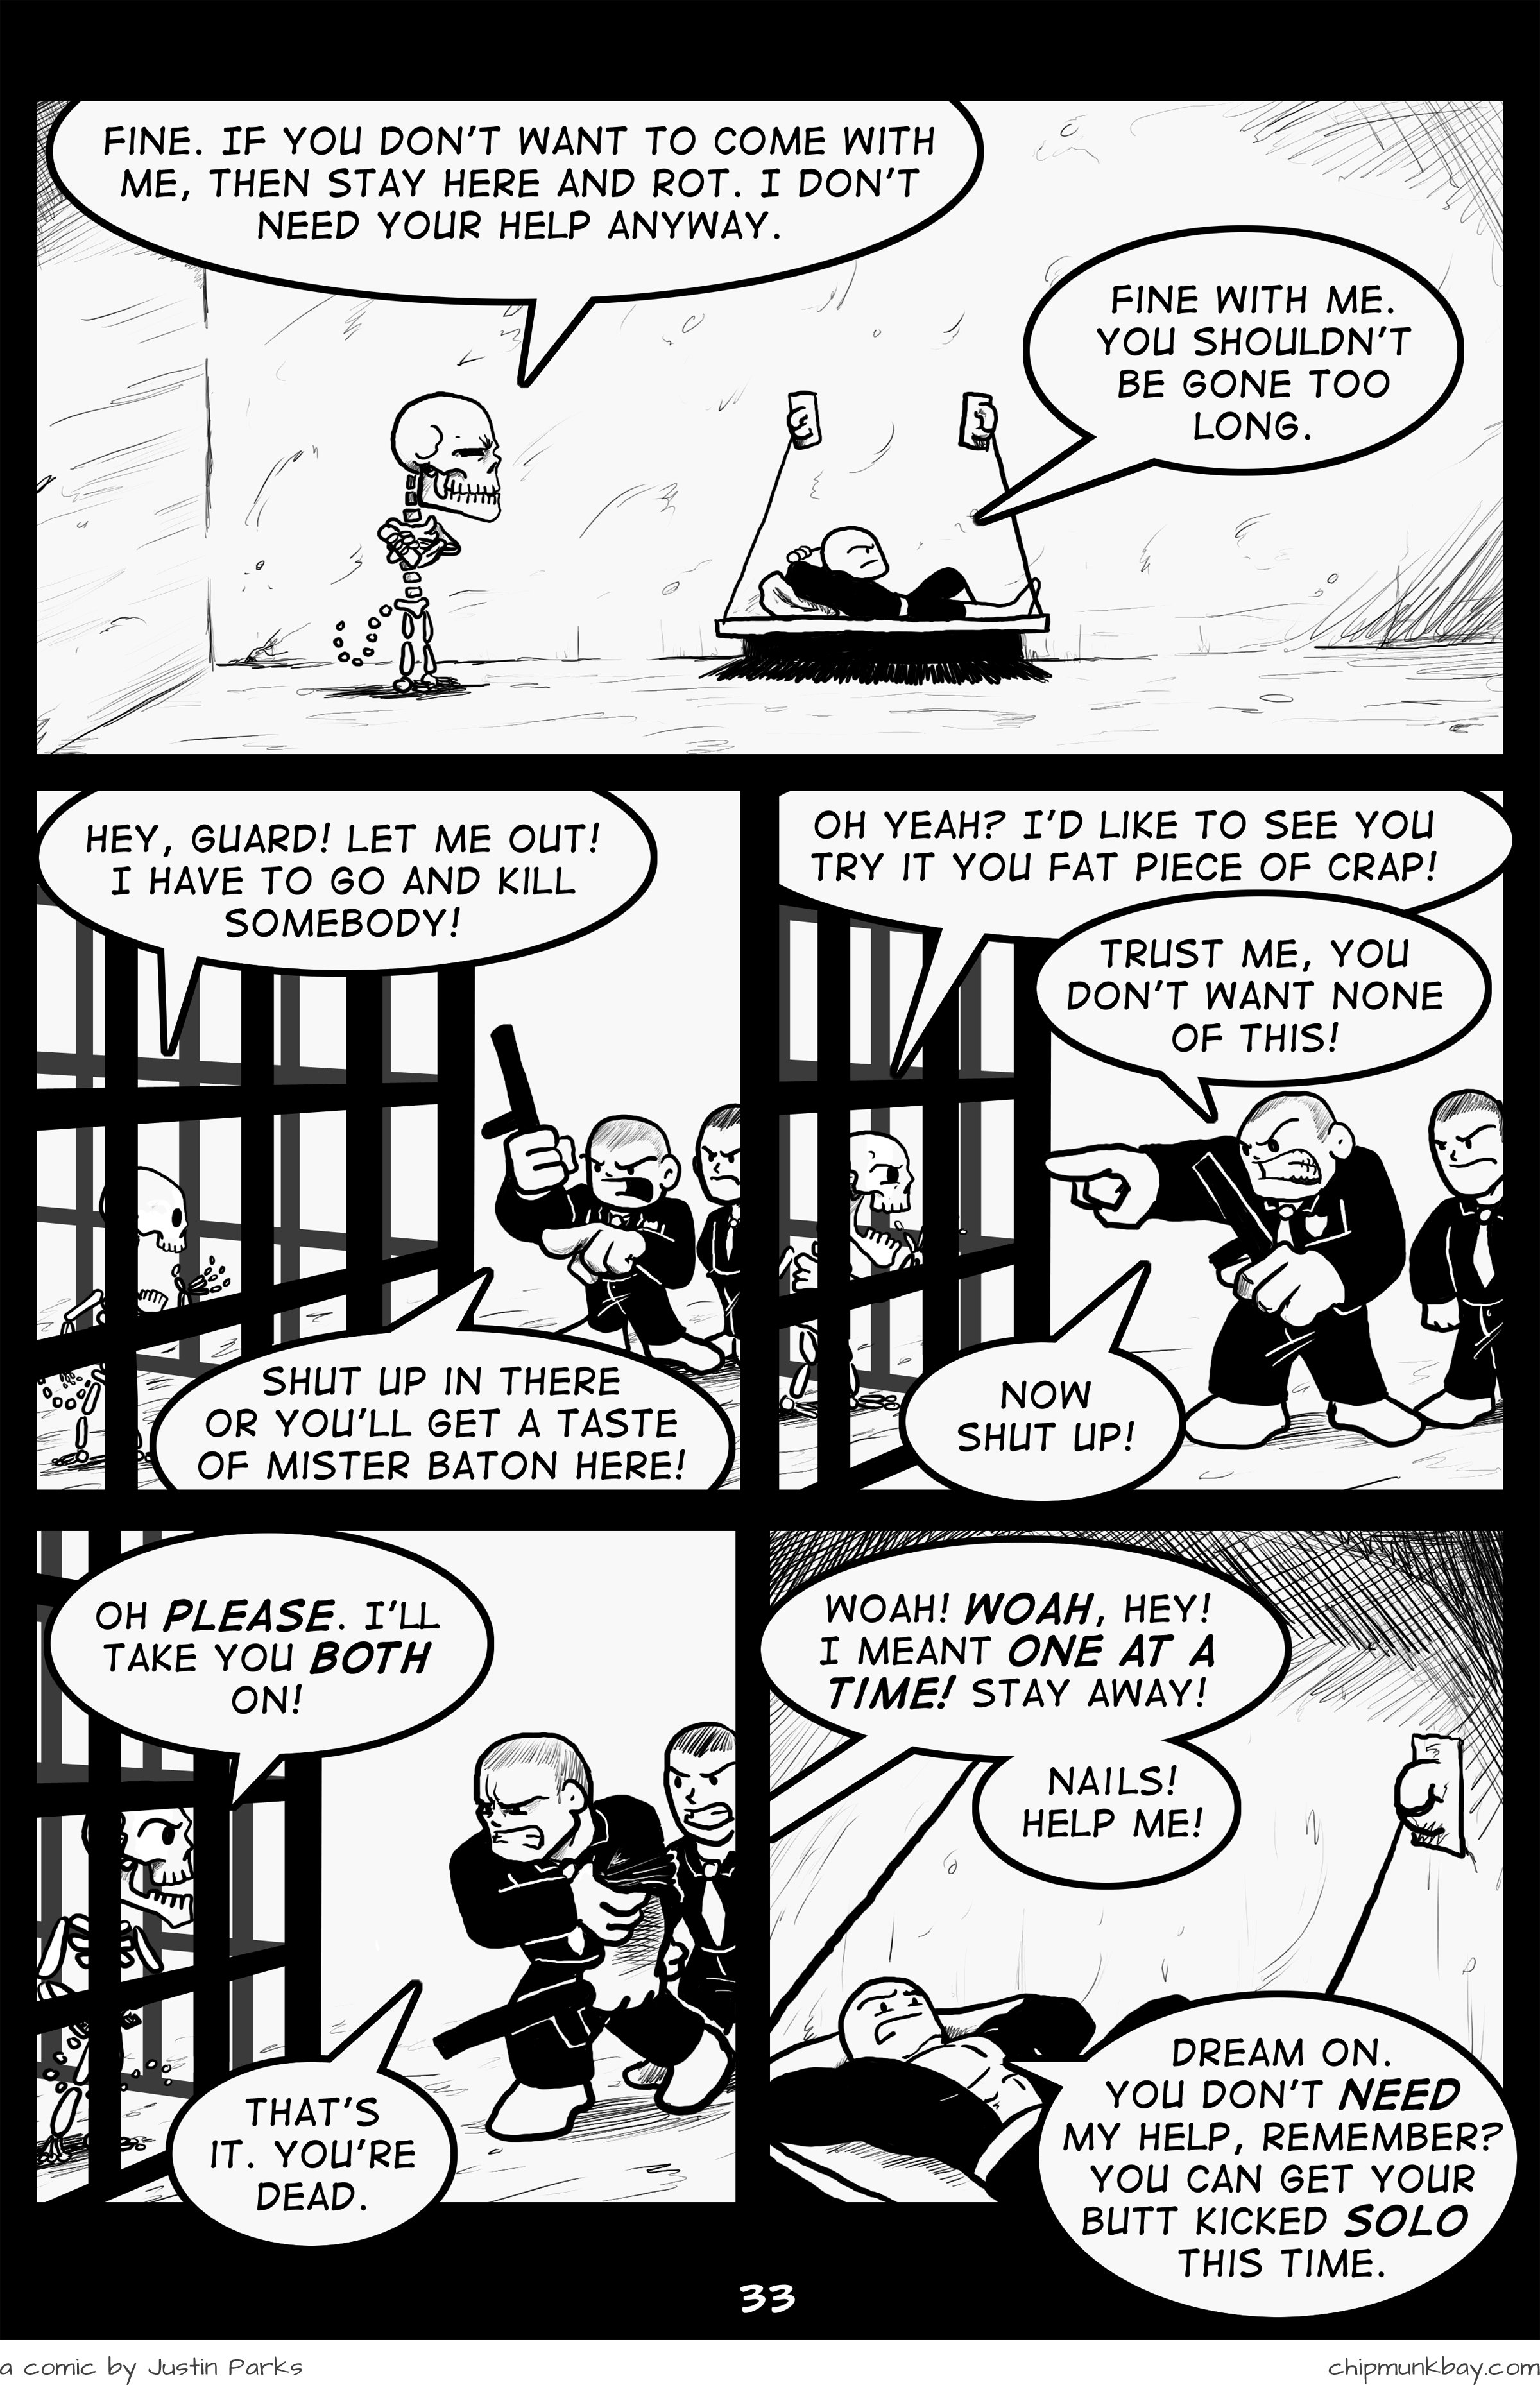 FINE. IF YOU DON'T WANT TO COME WITH
ME, THEN STAY HERE AND ROT. I DON'T
NEED YOUR HELP ANYWAY.
FINE WITH ME.
YOU SHOULDN'T
BE GONE TOO
LONG.
HEY, GUARD! LET ME OUT!
I HAVE TO GO AND KILL
SOMEBODY!
SHUT UP IN THERE
OR YOU'LL GET A TASTE
OF MISTER BATON HERE!
OH YEAH? I'D LIKE TO SEE YOU
TRY IT YOU FAT PIECE OF CRAP!
TRUST ME, YOU
DON'T WANT NONE
OF THIS!
NOW
SHUT UP!
OH PLEASE. I'LL
TAKE YOU BOTH
ON!
THAT'S
IT. YOU'RE
DEAD.
WOAH! WOAH, HEY!
I MEANT ONE AT A
TIME! STAY AWAY!
NAILS!
HELP ME!
DREAM ON.
YOU DON'T NEED
MY HELP, REMEMBER?
YOU CAN GET YOUR
BUTT KICKED SOLO
THIS TIME.
33
a comic by Justin Parks
chipmunkbay.com